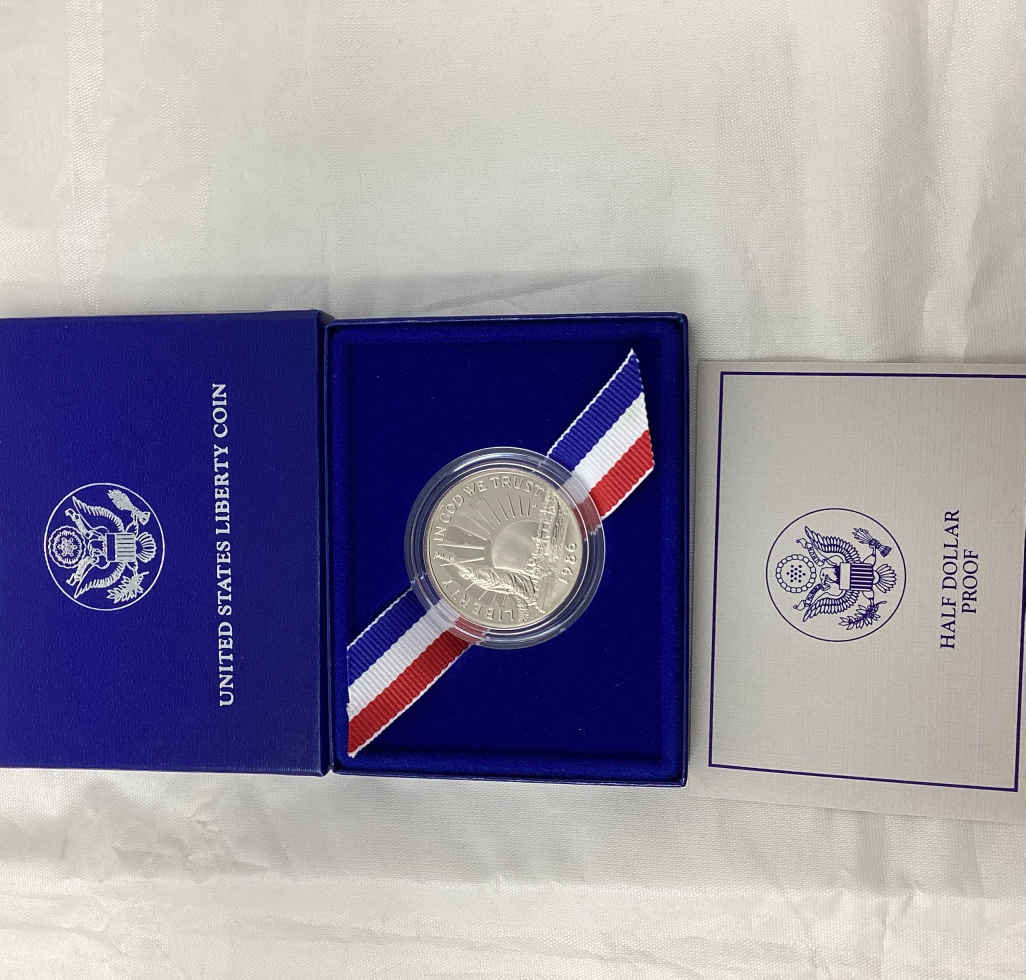 UNITED STATES LIBERTY COIN
LIBERTY
IN GOD WE TRUST
1986
HALF DOLLAR
PROOF